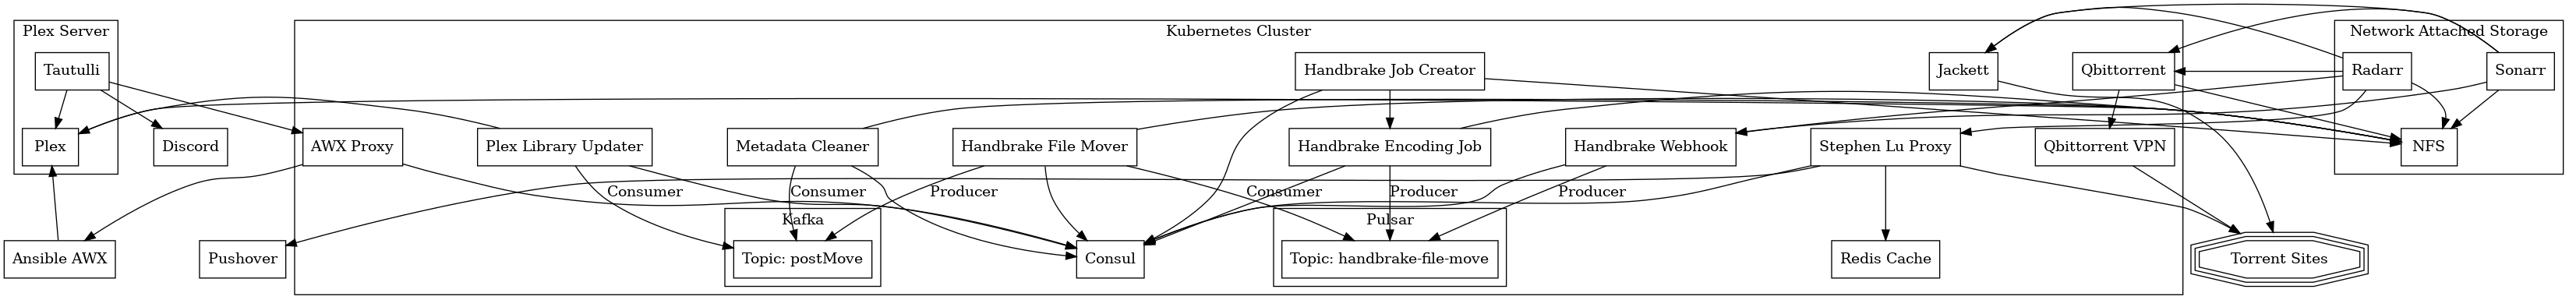 Plex Server
Kubernetes Cluster
Network Attached Storage
Tautulli
Handbrake Job Creator
Jackett
Qbittorrent
Radarr
Sonarr
Plex
Discord
AWX Proxy
Plex Library Updater
Metadata Cleaner
Handbrake File Mover
Handbrake Encoding Job
Handbrake Webhook
Stephen Lu Proxy
Qbittorrent VPN
NFS
Consumer
Consumer
Producer
Consumer
Producer
Producer
Kafka
Pulsar
Ansible AWX
Pushover
Topic: postMove
Consul
Topic: handbrake-file-move
Redis Cache
Torrent Sites